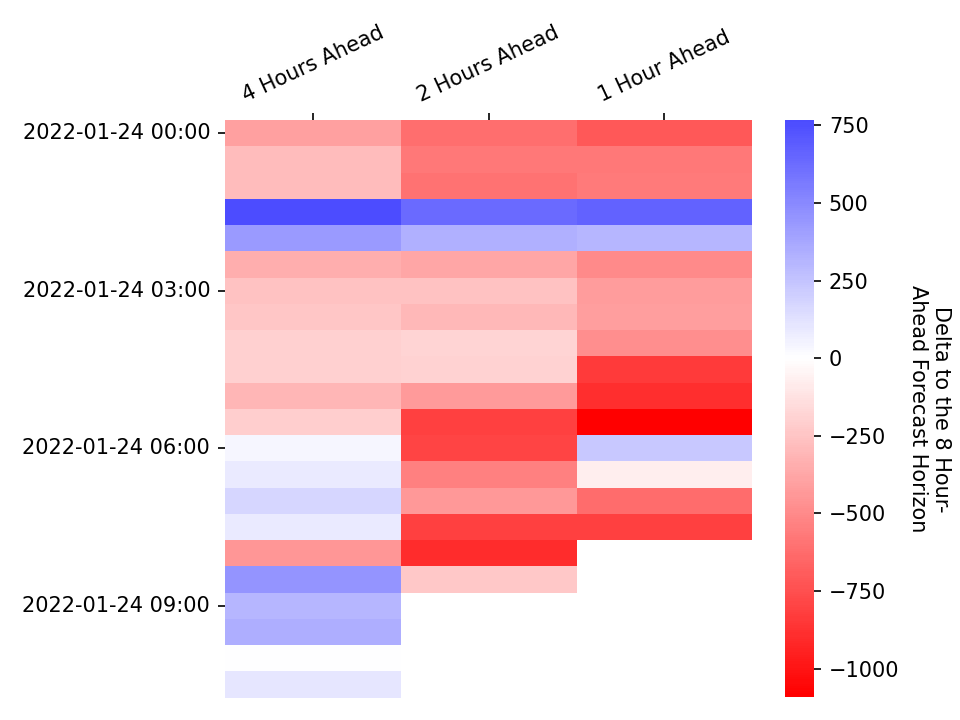 4 Hours Ahead
2 Hours Ahead
1 Hour Ahead
2022-01-24 00:00
2022-01-24 03:00
2022-01-24 06:00
2022-01-24 09:00
750
500
250
0
−250
−500
−750
−1000
Delta to the 8 Hour-
Ahead Forecast Horizon